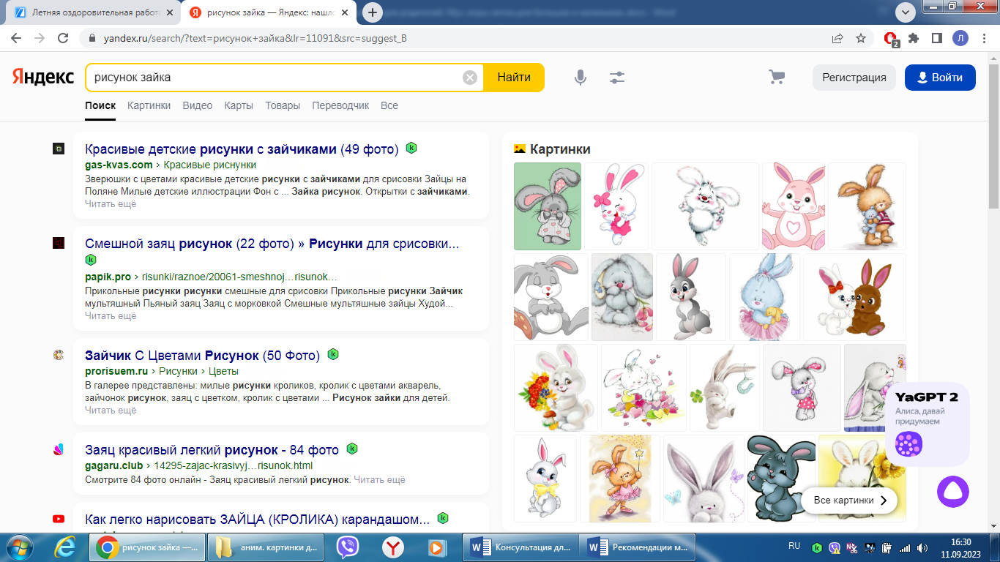 Летняя оздоровительная работа
рисунок зайка — Яндекс: нашло
yandex.ru/search/?text=рисунок+зайка&lr=11091&src=suggest_B
2
Л
Яндекс
рисунок зайка
Найти
Регистрация
Войти
Поиск Картинки Видео Карты Товары Переводчик Все
Красивые детские рисунки с зайчиками (49 фото)
gas-kvas.com › Красивые риснунки
Зверюшки с цветами красивые детские рисунки с зайчиками для срисовки Зайцы на
Поляне Милые детские иллюстрации Фон с ... Зайка рисунок. Открытки с зайчиками.
Читать ещё
Смешной заяц рисунок (22 фото) » Рисунки для срисовки...
papik.pro › risunki/raznoe/20061-smeshnoj…risunok…
Прикольные рисунки рисунки смешные для срисовки Прикольные рисунки Зайчик
мультяшный Пьяный заяц Заяц с морковкой Смешные мультяшные зайцы Худой...
Читать ещё
Зайчик С Цветами Рисунок (50 Фото)
prorisuem.ru › Рисунки › Цветы
В галерее представлены: милые рисунки кроликов, кролик с цветами акварель,
зайчонок рисунок, заяц с цветком, кролик с цветами ... Рисунок зайки для детей.
Читать ещё
Заяц красивый легкий рисунок - 84 фото
gagaru.club › 14295-zajac-krasivyj…risunok.html
Смотрите 84 фото онлайн - Заяц красивый легкий рисунок. Читать ещё
Как легко нарисовать ЗАЙЦА (КРОЛИКА) карандашом...
Картинки
YaGPT 2
Алиса, давай
придумаем
Все картинки
рисунок зайка —...
аним. картинки д...
Консультация дл...
Рекомендации м...
RU
16:30
11.09.2023